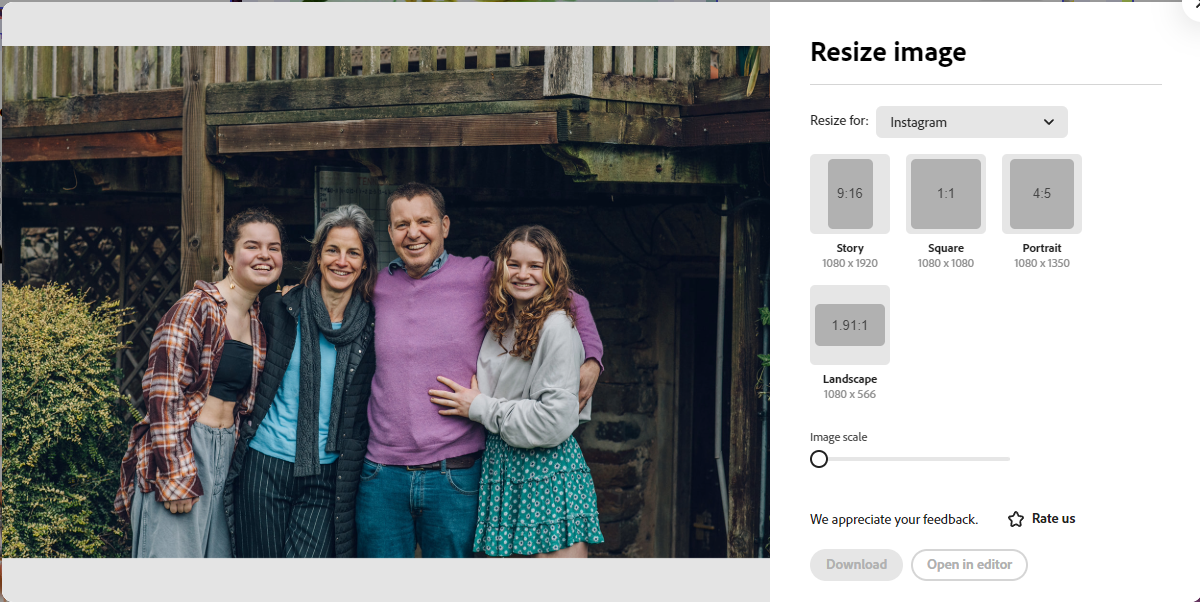 Resize image
Resize for:
Instagram
9:16
1:1
4:5
Story
Square
Portrait
1080 x 1920
1080 x 1080
1080 x 1350
1.91:1
Landscape
1080 x 566
Image scale
We appreciate your feedback.
Rate us
Download
Open in editor